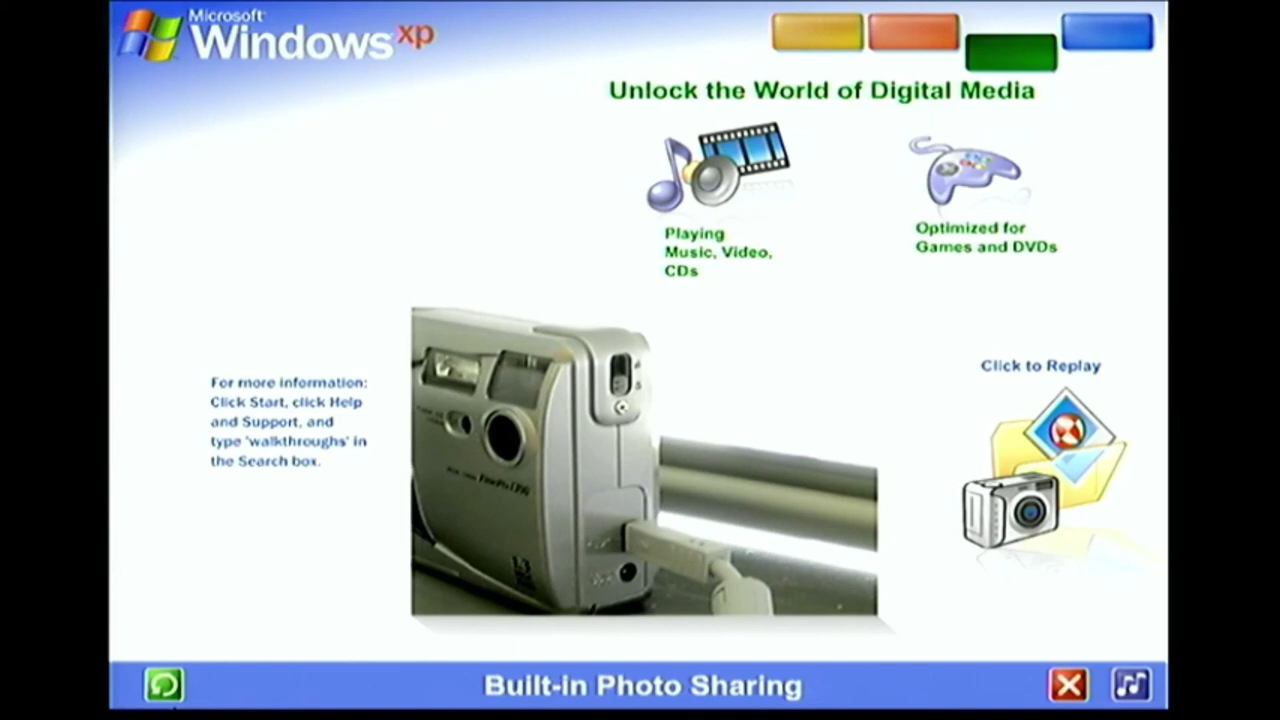 Microsoft
Windows xp
Unlock the World of Digital Media
Playing
Music, Video,
CDs
Optimized for
Games and DVDs
For more information:
Click Start, click Help
and Support, and
type 'walkthroughs' in
the Search box.
Click to Replay
1.3
Built-in Photo Sharing